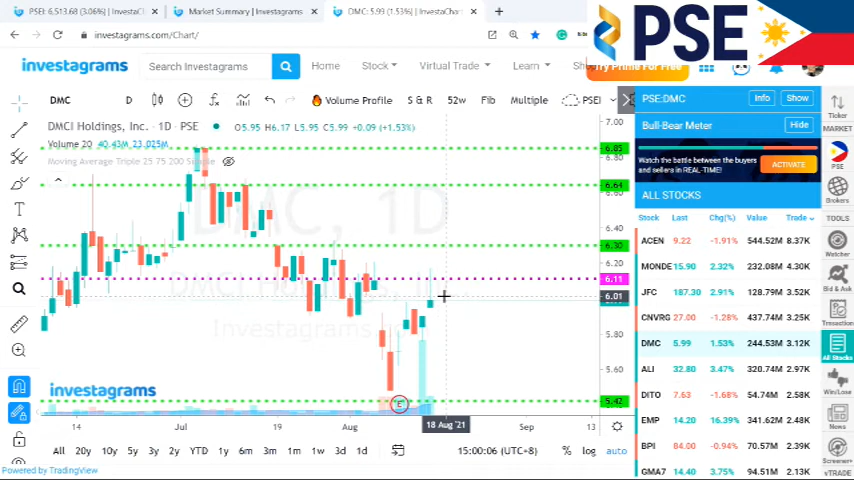 PSEI: 6,513.68 (3.06%) | InvestaC
Market Summary | Investagrams
DMC: 5.99 (1.53%) | InvestaChart
investagrams.com/Chart/
PSE
investagrams
Search Investagrams
Home
Stock
Virtual Trade
Learn
Try Prime For Free
DMC
D
Volume Profile
S & R
52w
Fib
Multiple
PSEI
PSE:DMC
Info
Show
DMCI Holdings, Inc. · 1D · PSE
O5.95 H6.17 L5.95 C5.99 +0.09 (+1.53%)
Volume 20 40.43M 23.025M
Moving Average Triple 25 75 200 Simple
Bull-Bear Meter
Hide
Watch the battle between the buyers
and sellers in REAL-TIME!
ACTIVATE
ALL STOCKS
Stock Last Chg(%) Value Trade
ACEN 9.22 -1.91% 544.52M 8.37K
MONDE 15.90 2.32% 232.08M 4.30K
JFC 187.30 2.91% 128.79M 3.52K
CNVRG 27.00 -1.28% 437.74M 3.25K
DMC 5.99 1.53% 244.53M 3.12K
ALI 32.80 3.47% 320.74M 2.97K
DITO 7.63 -1.68% 54.74M 2.58K
EMP 14.20 16.39% 341.62M 2.48K
BPI 84.00 -0.94% 70.57M 2.39K
GMA7 14.40 3.75% 94.51M 2.13K
Ticker
MARKET
PSE
Brokers
TOOLS
Watcher
Bid & Ask
Transaction
All Stocks
Win/Lose
News
Screener+
vTRADE
7.00
6.85
6.80
6.64
6.40
6.30
6.20
6.11
6.01
5.80
5.60
5.42
DMC, 1D
DMCI Holdings, Inc.
Investagrams
investagrams
E
14
Jul
19
Aug
18 Aug '21
Sep
13
All 20y 10y 5y 3y 2y YTD 1y 6m 3m 1m 1w 3d 1d
15:00:06 (UTC+8)
% log auto
Powered by TradingView